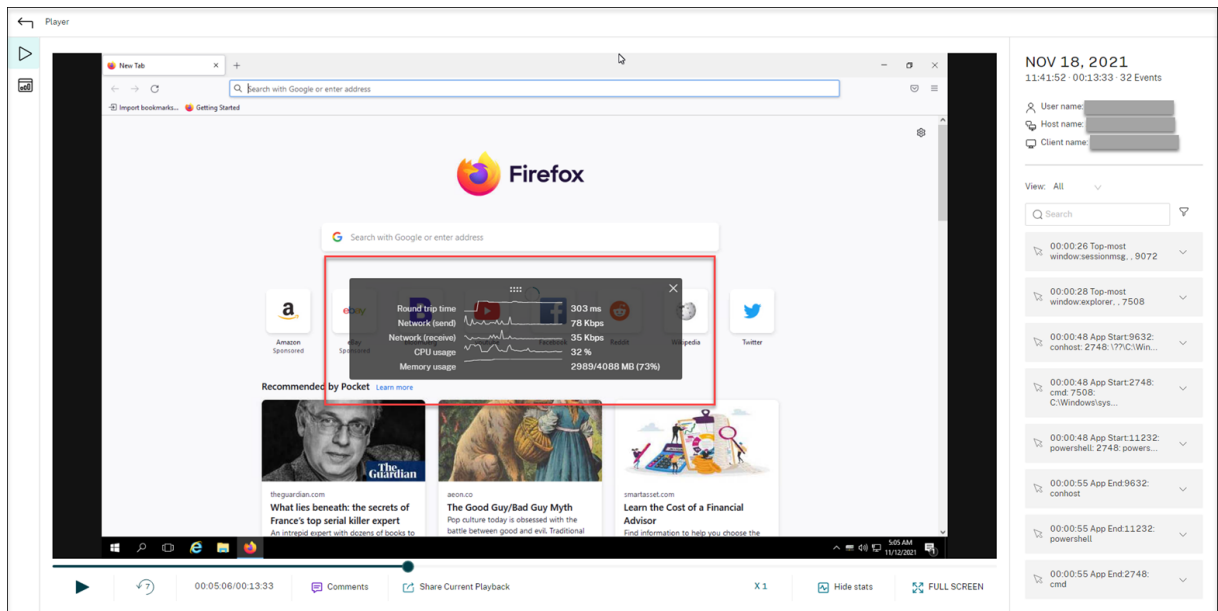 Player
New Tab
Search with Google or enter address
Import bookmarks...
Getting Started
Firefox
Search with Google or enter address
Amazon
Sponsored
Round trip time 303 ms
Network (send) 78 Kbps
Network (receive) 35 Kbps
CPU usage 32 %
Memory usage 2989/4088 MB (73%)
ebay
eBay
Facebook
Reddit
Wikipedia
Twitter
Recommended by Pocket Learn more
The Guardian
theguardian.com
What lies beneath: the secrets of
France's top serial killer expert
An intrepid expert with dozens of books to
aeon.co
The Good Guy/Bad Guy Myth
Pop culture today is obsessed with the
battle between good and evil. Traditional
smartasset.com
Learn the Cost of a Financial
Advisor
Find information to help you choose the
5:05 AM
11/12/2021
00:05:06/00:13:33
Comments
Share Current Playback
X 1
Hide stats
FULL SCREEN
NOV 18, 2021
11:41:52 · 00:13:33 · 32 Events
User name:
Host name:
Client name:
View: All
Search
00:00:26 Top-most
window:sessionmsg, , 9072
00:00:28 Top-most
window:explorer, , 7508
00:00:48 App Start:9632:
conhost: 2748: \??\C:\Win...
00:00:48 App Start:2748:
cmd: 7508:
C:\Windows\sys...
00:00:48 App Start:11232:
powershell: 2748: powers...
00:00:55 App End:9632:
conhost
00:00:55 App End:11232:
powershell
00:00:55 App End:2748:
cmd